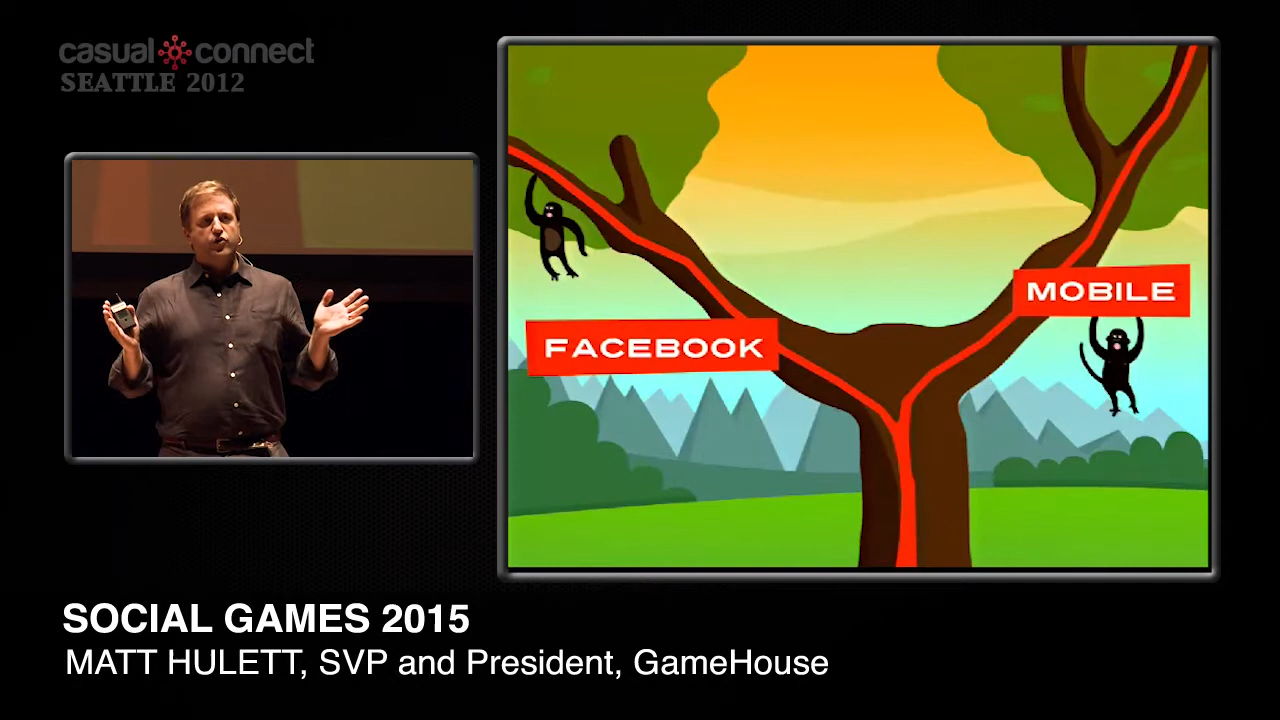 casual connect
SEATTLE 2012
MOBILE
FACEBOOK
SOCIAL GAMES 2015
MATT HULETT, SVP and President, GameHouse